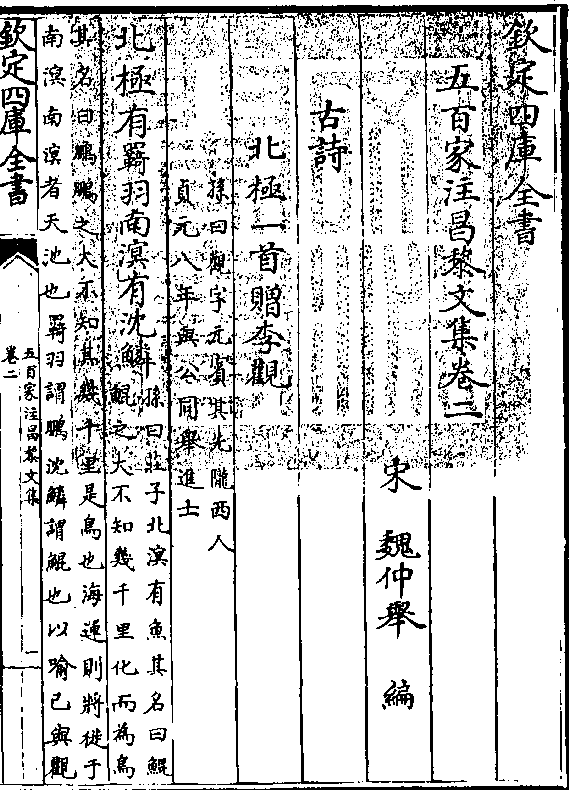 欽定四庫全書
五百家注昌黎文集卷二
宋 魏仲舉 編
古詩
北極一首贈李觀
孫曰觀字元賓其先隴西人
貞元八年與公同舉進士
北極有羈羽南溟有沈鱗
孫曰莊子北溟有魚其名曰鯤
鯤之大不知幾千里化而為鳥
其名曰鵬鵬之大不知其幾千里是鳥也海運則將徙于
南溟南溟者天池也羈羽謂鵬沈鱗謂鯤也以喻已與觀
欽定四庫全書
五百家注昌黎文集
卷二
一